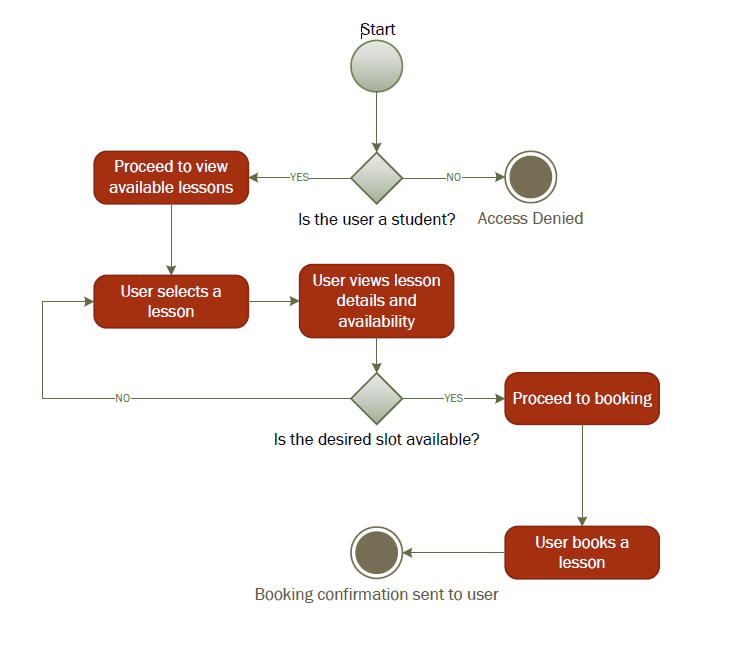 Start
Proceed to view
available lessons
YES
NO
Is the user a student?
Access Denied
User selects a
lesson
User views lesson
details and
availability
NO
YES
Proceed to booking
Is the desired slot available?
User books a
lesson
Booking confirmation sent to user